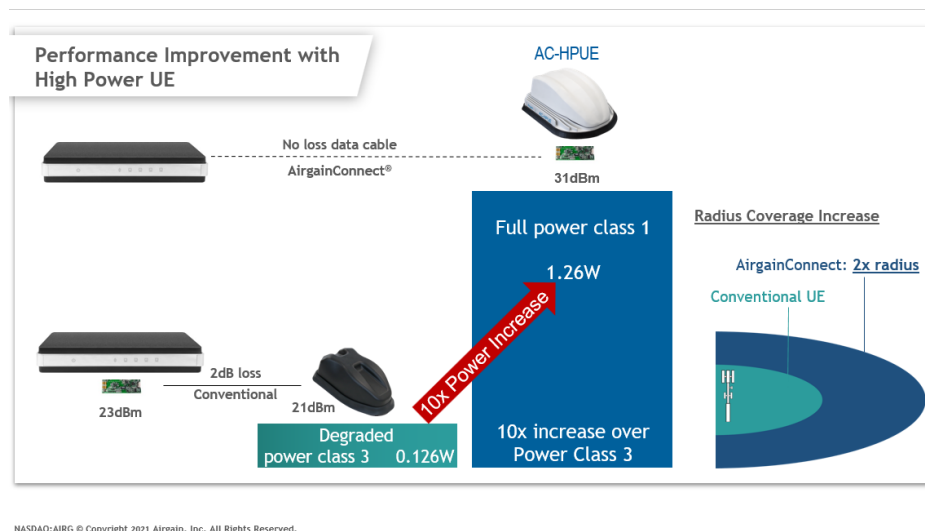 Performance Improvement with
High Power UE
AC-HPUE
No loss data cable
AirgainConnect®
31dBm
Full power class 1
1.26W
10x Power Increase
10x increase over
Power Class 3
2dB loss
Conventional
23dBm
21dBm
Degraded
power class 3 0.126W
Radius Coverage Increase
AirgainConnect: 2x radius
Conventional UE
NASDAQ:AIRG © Copyright 2021 Airgain, Inc. All Rights Reserved.